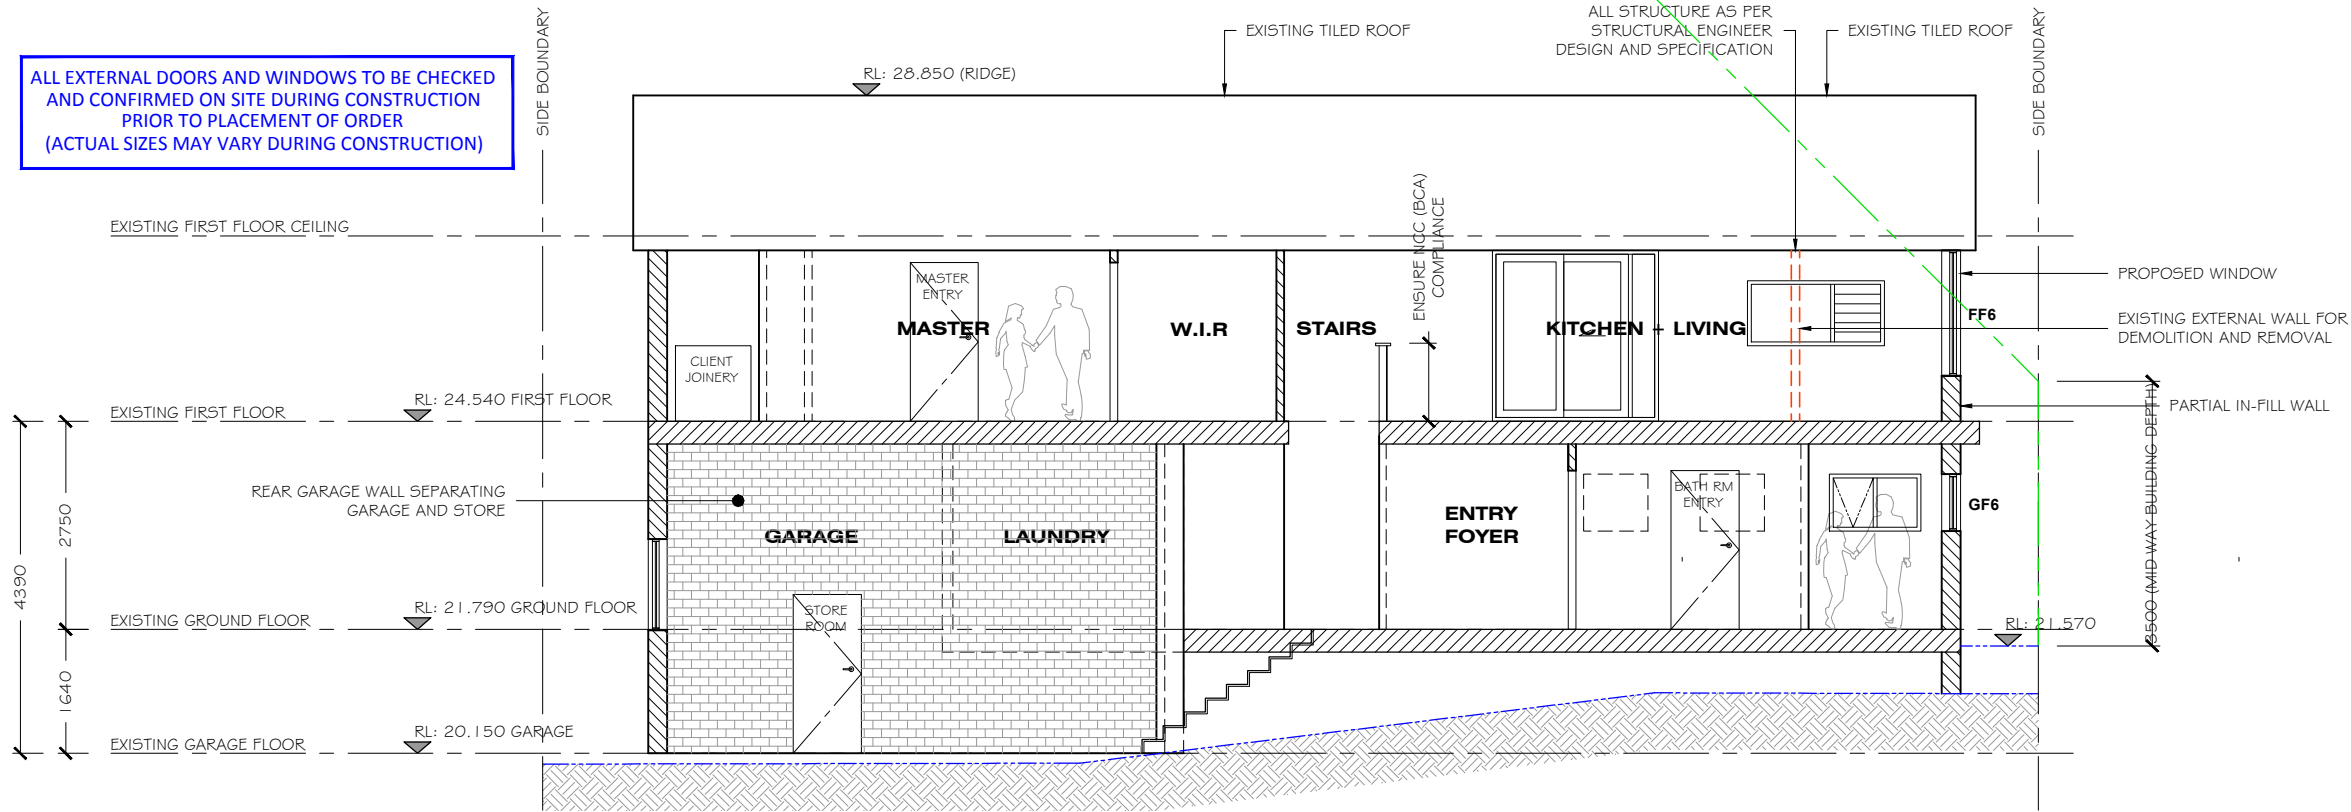 ALL EXTERNAL DOORS AND WINDOWS TO BE CHECKED
AND CONFIRMED ON SITE DURING CONSTRUCTION
PRIOR TO PLACEMENT OF ORDER
(ACTUAL SIZES MAY VARY DURING CONSTRUCTION)
SIDE BOUNDARY
RL: 28.850 (RIDGE)
EXISTING TILED ROOF
ALL STRUCTURE AS PER
STRUCTURAL ENGINEER
DESIGN AND SPECIFICATION
EXISTING TILED ROOF
SIDE BOUNDARY
EXISTING FIRST FLOOR CEILING
ENSURE NCC (BCA)
COMPLIANCE
MASTER
ENTRY
MASTER
W.I.R
STAIRS
KITCHEN + LIVING
FF6
PROPOSED WINDOW
EXISTING EXTERNAL WALL FOR
DEMOLITION AND REMOVAL
CLIENT
JOINERY
PARTIAL IN-FILL WALL
EXISTING FIRST FLOOR
RL: 24.540 FIRST FLOOR
3500 (MID WAY BUILDING DEPTH)
REAR GARAGE WALL SEPARATING
GARAGE AND STORE
GARAGE
LAUNDRY
ENTRY
FOYER
BATH RM
ENTRY
GF6
4390
2750
1640
EXISTING GROUND FLOOR
RL: 21.790 GROUND FLOOR
STORE
ROOM
RL: 21.570
EXISTING GARAGE FLOOR
RL: 20.150 GARAGE